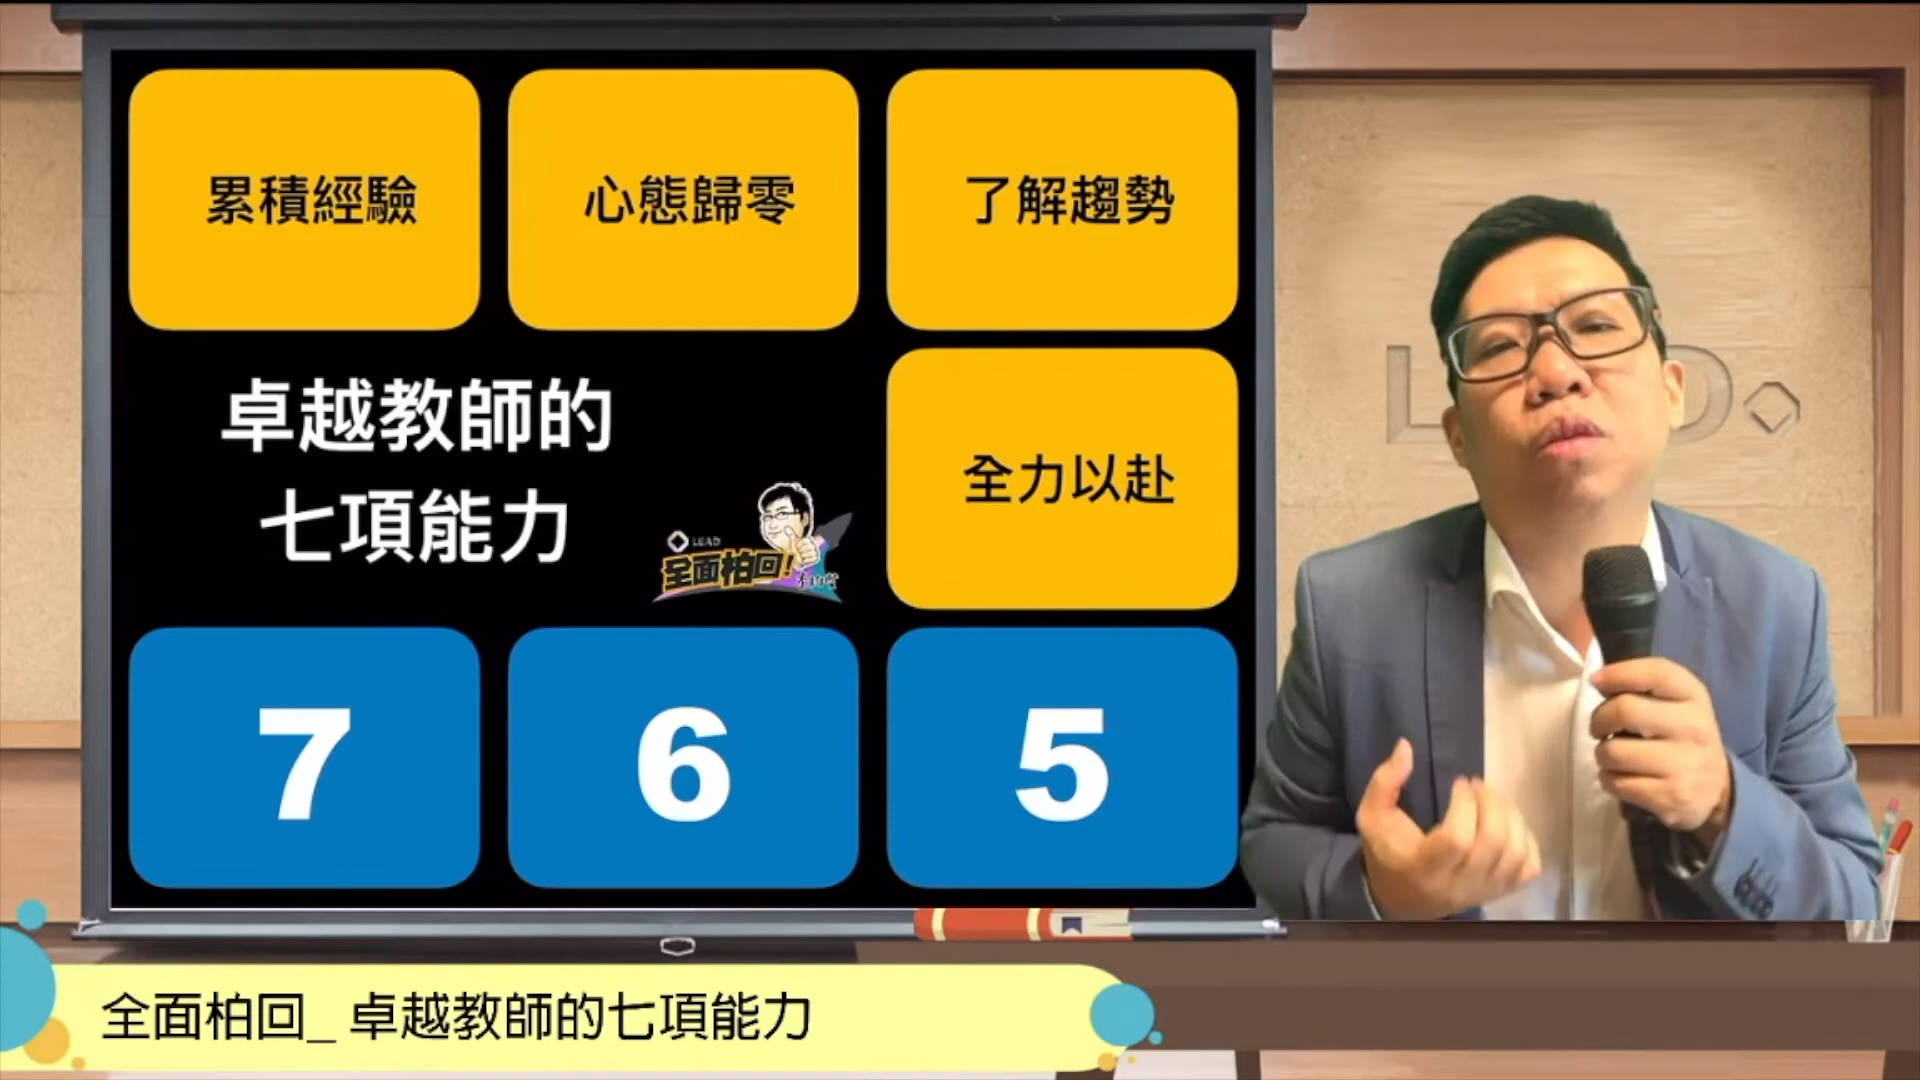 累積經驗
心態歸零
了解趨勢
卓越教師的
七項能力
全力以赴
LEAD
全面柏回!
7
6
5
全面柏回_ 卓越教師的七項能力